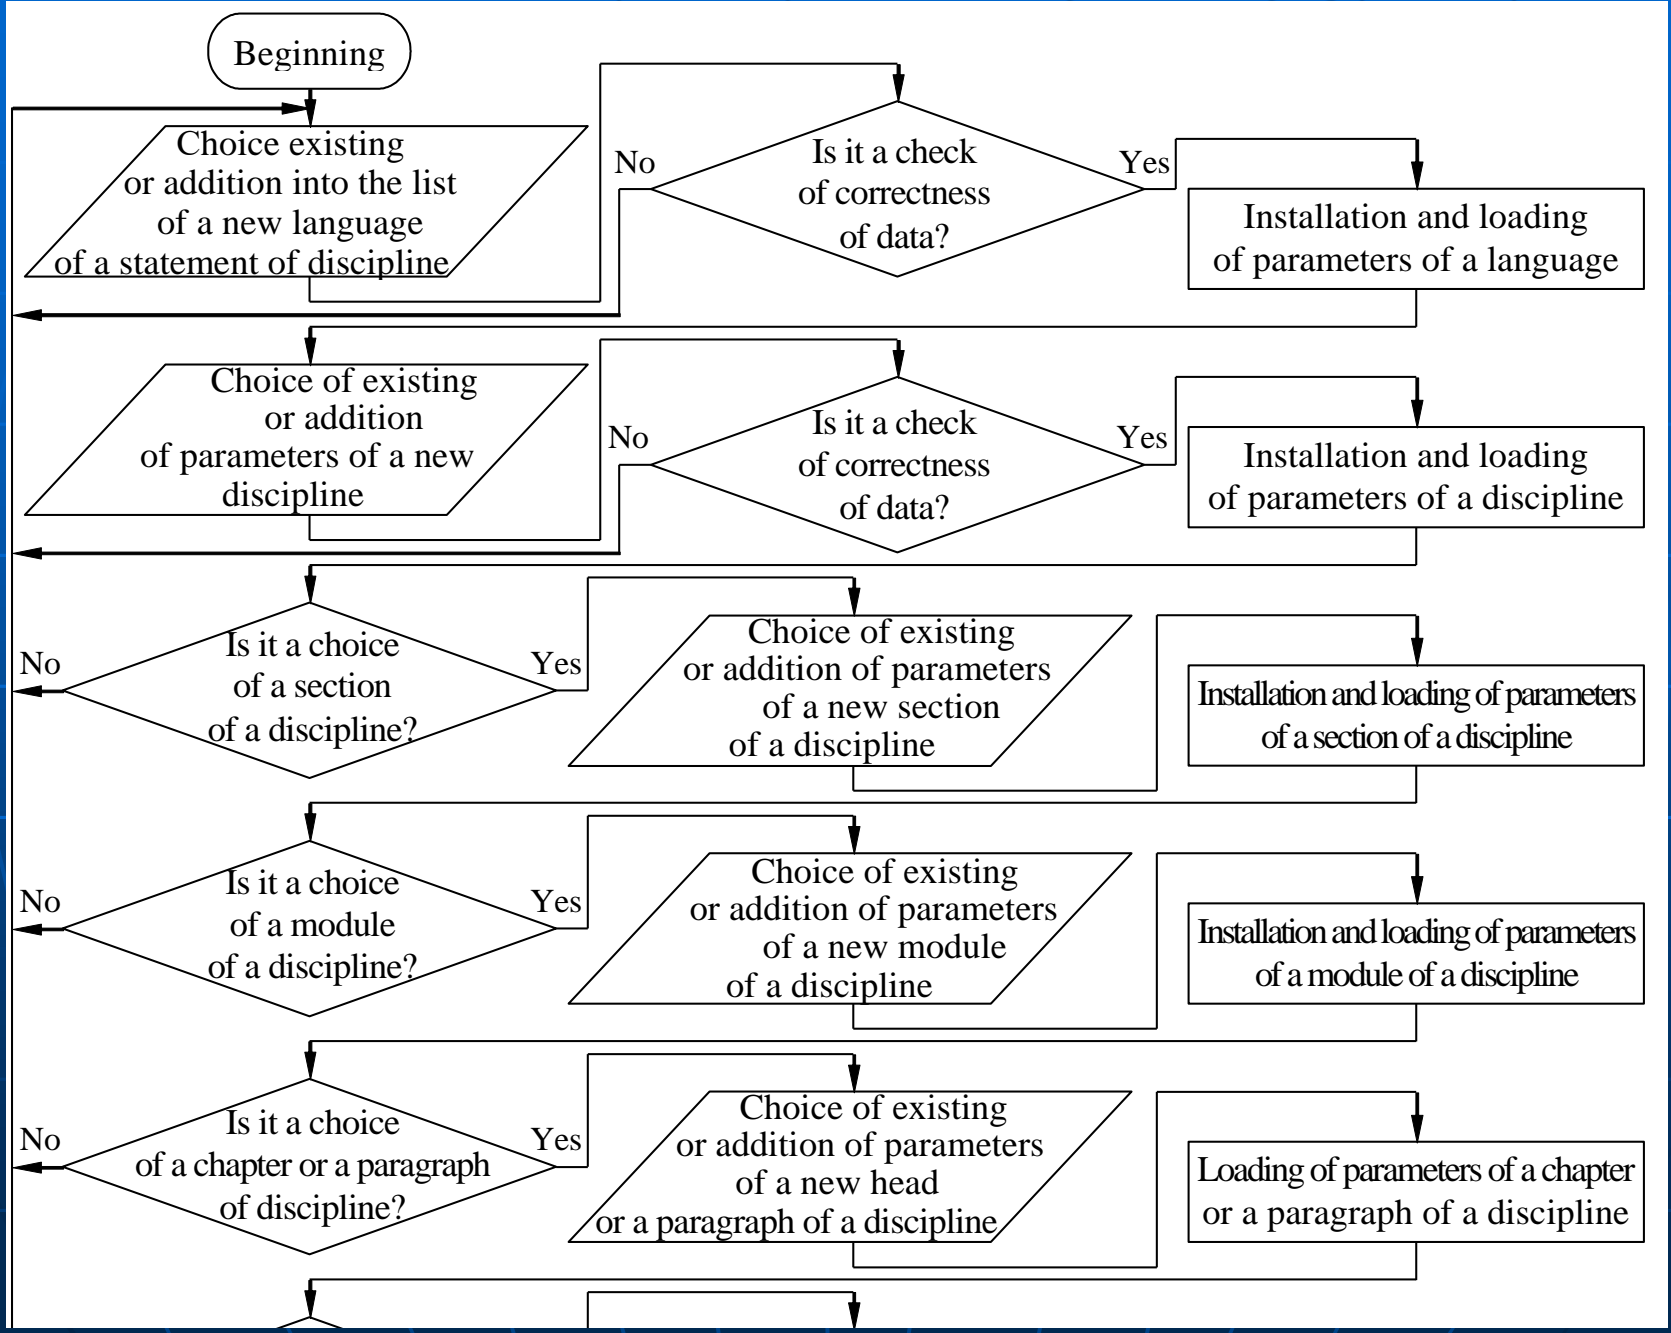 Beginning
Choice existing
or addition into the list
of a new language
of a statement of discipline
No
Is it a check
of correctness
of data?
Yes
Installation and loading
of parameters of a language
Choice of existing
or addition
of parameters of a new
discipline
No
Is it a check
of correctness
of data?
Yes
Installation and loading
of parameters of a discipline
No
Is it a choice
of a section
of a discipline?
Yes
Choice of existing
or addition of parameters
of a new section
of a discipline
Installation and loading of parameters
of a section of a discipline
No
Is it a choice
of a module
of a discipline?
Yes
Choice of existing
or addition of parameters
of a new module
of a discipline
Installation and loading of parameters
of a module of a discipline
No
Is it a choice
of a chapter or a paragraph
of discipline?
Yes
Choice of existing
or addition of parameters
of a new head
or a paragraph of a discipline
Loading of parameters of a chapter
or a paragraph of a discipline